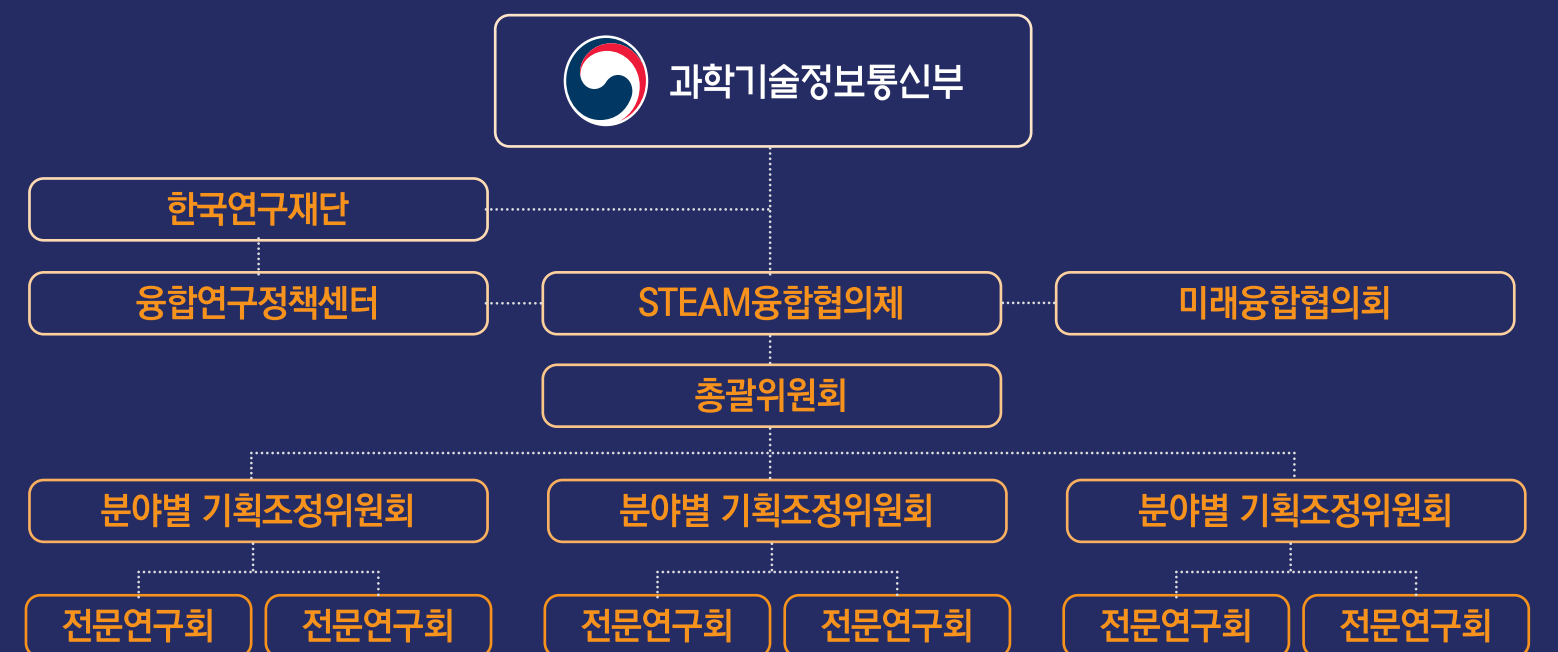 과학기술정보통신부
한국연구재단
융합연구정책센터
STEAM융합협의체
미래융합협의회
총괄위원회
분야별 기획조정위원회
분야별 기획조정위원회
분야별 기획조정위원회
전문연구회
전문연구회
전문연구회
전문연구회
전문연구회
전문연구회